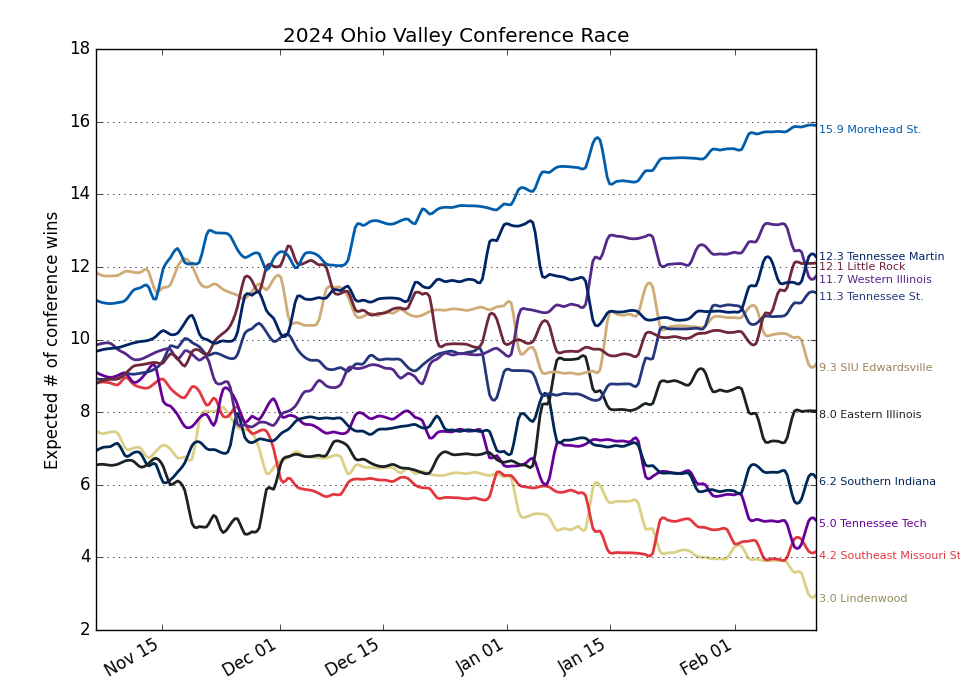 2024 Ohio Valley Conference Race
Expected # of conference wins
18
16
14
12
10
8
6
4
2
Nov 15
Dec 01
Dec 15
Jan 01
Jan 15
Feb 01
15.9 Morehead St.
12.3 Tennessee Martin
12.1 Little Rock
11.7 Western Illinois
11.3 Tennessee St.
9.3 SIU Edwardsville
8.0 Eastern Illinois
6.2 Southern Indiana
5.0 Tennessee Tech
4.2 Southeast Missouri St
3.0 Lindenwood